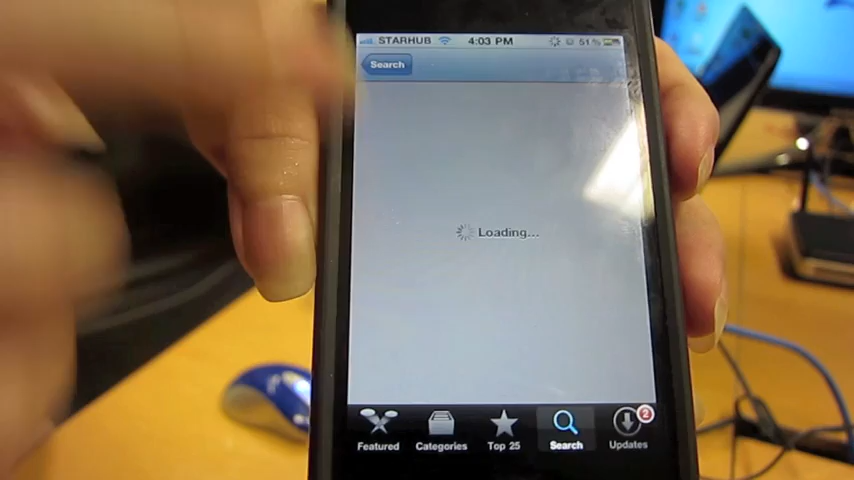 STARHUB 4:03 PM 51%
Search
Loading...
2
Featured Categories Top 25 Search Updates